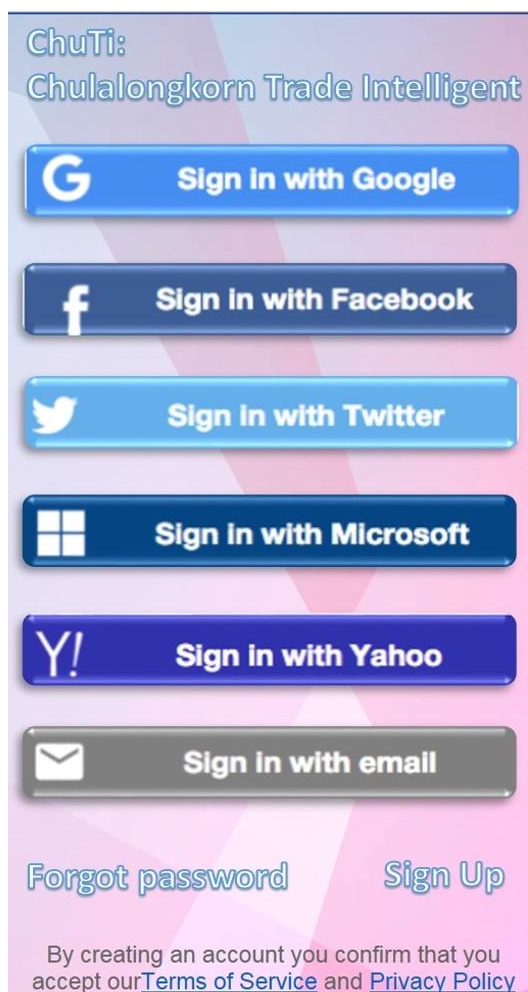 ChuTi:
Chulalongkorn Trade Intelligent
G Sign in with Google
f Sign in with Facebook
Sign in with Twitter
Sign in with Microsoft
Y! Sign in with Yahoo
Sign in with email
Forgot password Sign Up
By creating an account you confirm that you
accept ourTerms of Service and Privacy Policy